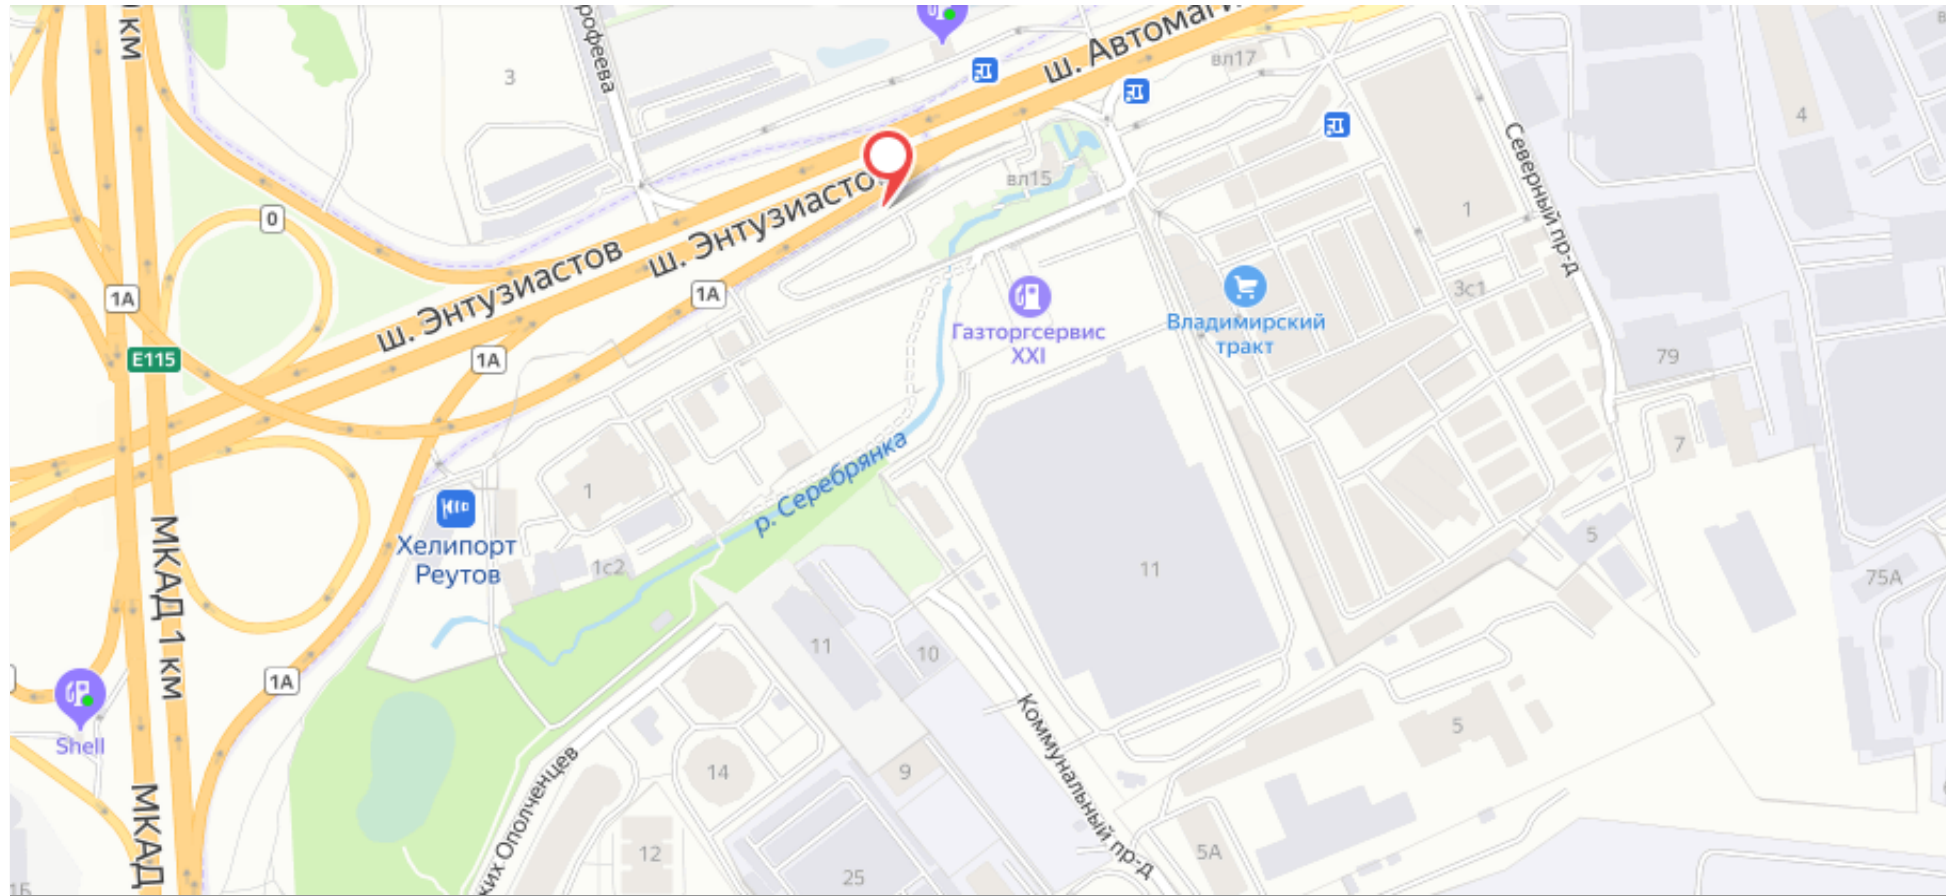 км
рофеева
3
ш. Автомаги
вл17
4
0
вл15
Северный пр-д
1
ш. Энтузиастов
ш. Энтузиасто
1А
1А
1А
Е115
Газторгсервис
XXI
Владимирский
тракт
3с1
79
7
р. Серебрянка
1
Хелипорт
Реутов
1с2
11
5
75А
МКАД 1 км
11
10
1А
Shell
Коммунальный пр-д
5
14
9
ких Ополченцев
МКАД
12
25
5А
1Б